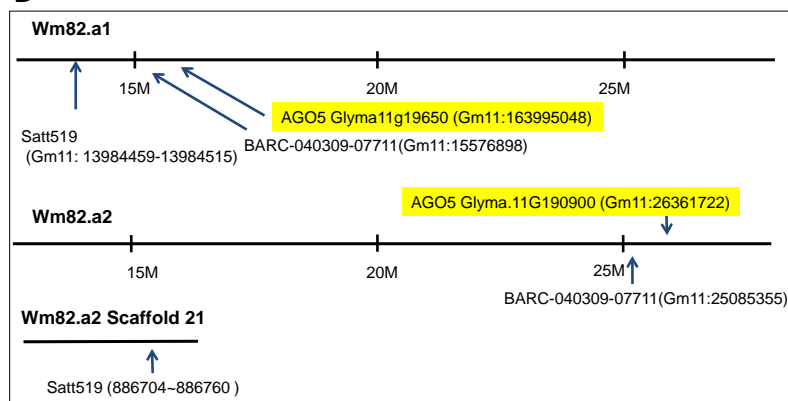 Wm82.a1
15M 20M 25M
AGO5 Glyma11g19650 (Gm11:163995048)
Satt519
BARC-040309-07711(Gm11:15576898)
(Gm11: 13984459-13984515)
AGO5 Glyma.11G190900 (Gm11:26361722)
Wm82.a2
15M 20M 25M
BARC-040309-07711(Gm11:25085355)
Wm82.a2 Scaffold 21
Satt519 (886704~886760 )